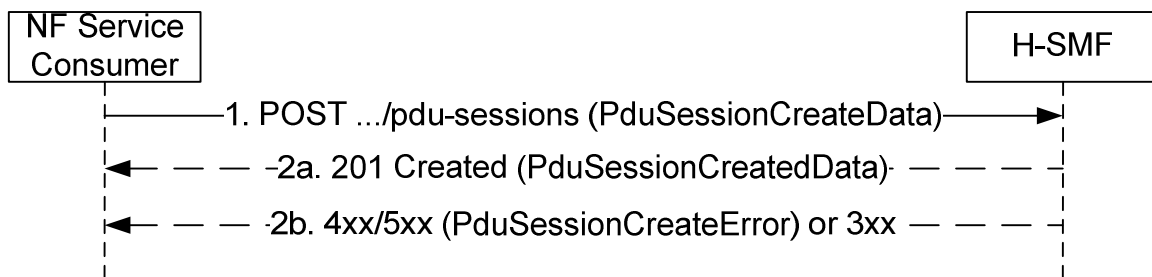 NF Service
Consumer
H-SMF
1. POST .../pdu-sessions (PduSessionCreateData)
2a. 201 Created (PduSessionCreatedData)
2b. 4xx/5xx (PduSessionCreateError) or 3xx